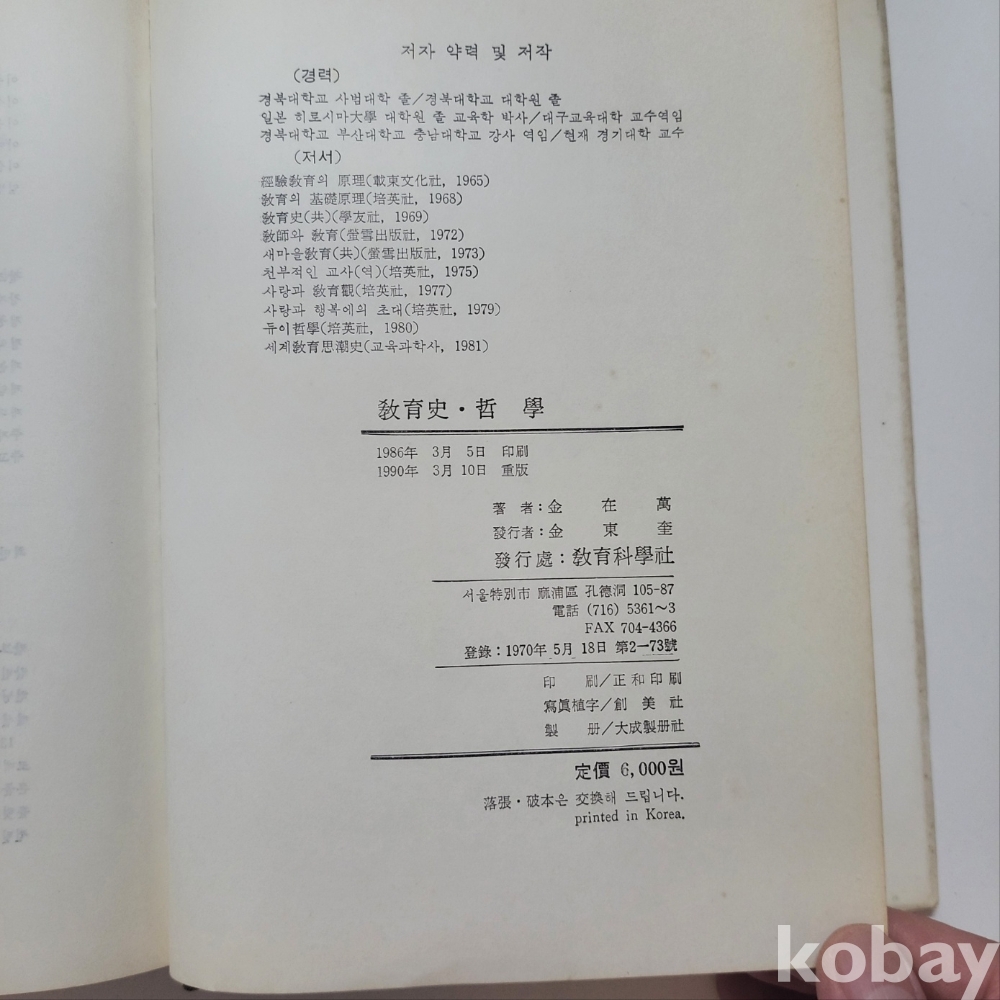 저자 약력 및 저작
(경력)
경북대학교 사범대학 졸/경북대학교 대학원 졸
일본 히로시마大學 대학원 졸 교육학 박사/대구교육대학 교수역임
경북대학교 부산대학교 충남대학교 강사 역임/현재 경기대학 교수
(저서)
經驗敎育의 原理(載東文化社, 1965)
敎育의 基礎原理(培英社, 1968)
敎育史(共)(學友社, 1969)
敎師와 敎育(螢雪出版社, 1972)
새마을敎育(共)(螢雪出版社, 1973)
천부적인 교사(역)(培英社, 1975)
사랑과 敎育觀(培英社, 1977)
사랑과 행복에의 초대(培英社, 1979)
듀이哲學(培英社, 1980)
세계敎育思潮史(교육과학사, 1981)
敎育史·哲 學
1986年 3月 5日 印刷
1990年 3月 10日 重版
著 者:金 在 萬
發行者:金 東 奎
發行處:敎育科學社
서울特別市 麻浦區 孔德洞 105-87
電話 (716) 5361~3
FAX 704-4366
登錄:1970年 5月 18日 第2-73號
印 刷/正和印刷
寫眞植字/創 美 社
製 册/大成製册社
定價 6,000원
落張·破本은 交換해 드립니다.
printed in Korea.
kobay